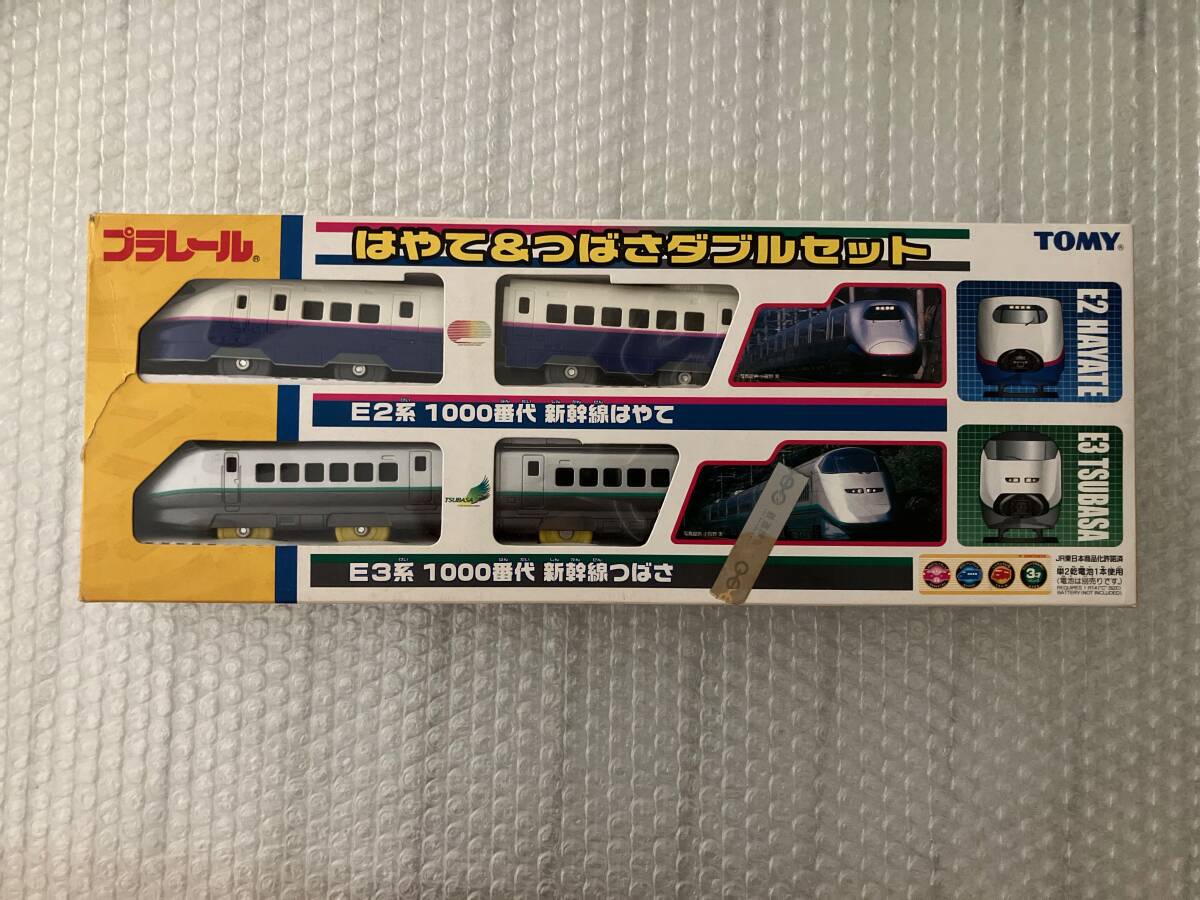 プラレール®
はやて&つばさダブルセット
TOMY®
E2 HAYATE
E2系 1000番代 新幹線はやて
E3 TSUBASA
TSUBASA
E3系 1000番代 新幹線つばさ
JR東日本商品化許諾済
単2乾電池1本使用
(電池は別売りです。)
BATTERY (NOT INCLUDED)